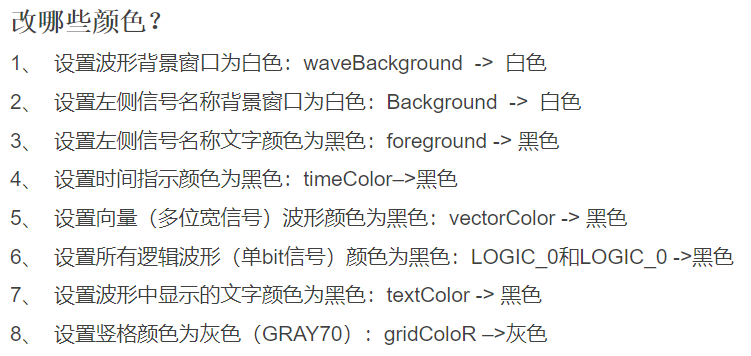 改哪些颜色？
1、 设置波形背景窗口为白色：waveBackground -> 白色
2、 设置左侧信号名称背景窗口为白色：Background -> 白色
3、 设置左侧信号名称文字颜色为黑色：foreground -> 黑色
4、 设置时间指示颜色为黑色：timeColor–>黑色
5、 设置向量（多位宽信号）波形颜色为黑色：vectorColor -> 黑色
6、 设置所有逻辑波形（单bit信号）颜色为黑色：LOGIC_0和LOGIC_0 ->黑色
7、 设置波形中显示的文字颜色为黑色：textColor -> 黑色
8、 设置竖格颜色为灰色（GRAY70）：gridColoR –>灰色